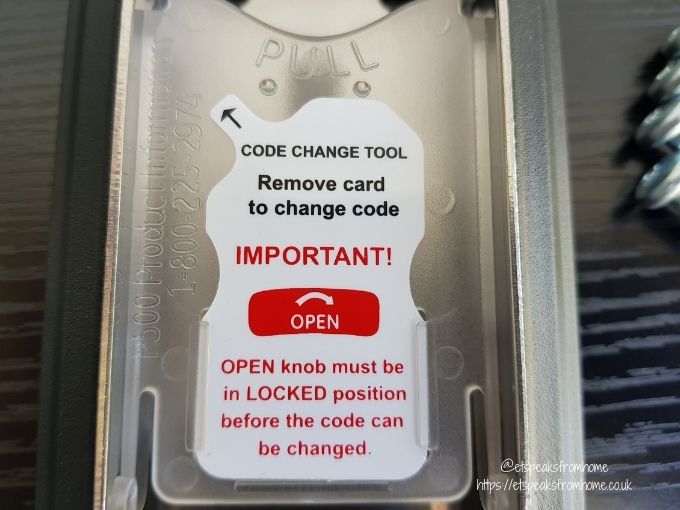 PULL
CODE CHANGE TOOL
Remove card
to change code
IMPORTANT!
OPEN
OPEN knob must be
in LOCKED position
before the code can
be changed.
P500 Product Information
1-800-225-2974
@etspeaksfromhome
https://etspeaksfromhome.co.uk